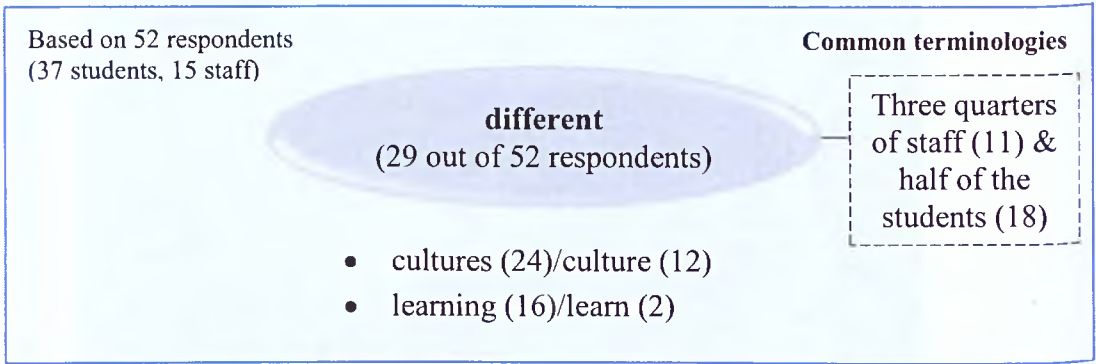 Based on 52 respondents
(37 students, 15 staff)
Common terminologies
different
(29 out of 52 respondents)
Three quarters
of staff (11) &
half of the
students (18)
• cultures (24)/culture (12)
• learning (16)/learn (2)